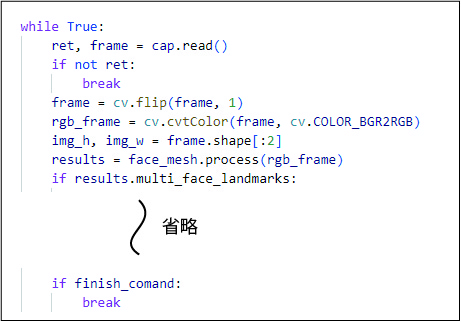 while True:
    ret, frame = cap.read()
    if not ret:
        break
    frame = cv.flip(frame, 1)
    rgb_frame = cv.cvtColor(frame, cv.COLOR_BGR2RGB)
    img_h, img_w = frame.shape[:2]
    results = face_mesh.process(rgb_frame)
    if results.multi_face_landmarks:
省略
    if finish_comand:
        break